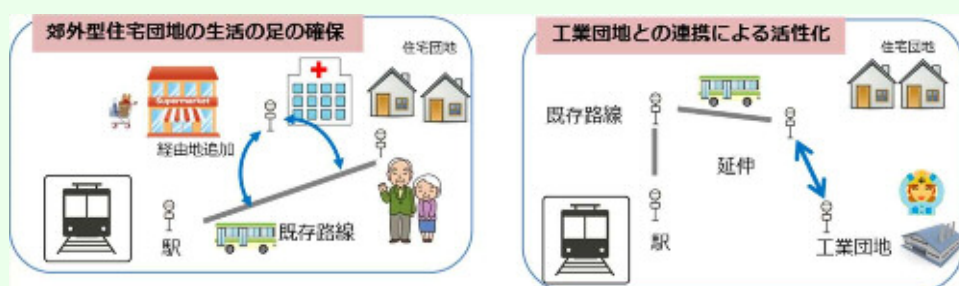 郊外型住宅団地の生活の足の確保
住宅団地
Supermarket
経由地追加
既存路線
駅
工業団地との連携による活性化
住宅団地
既存路線
延伸
駅
工業団地